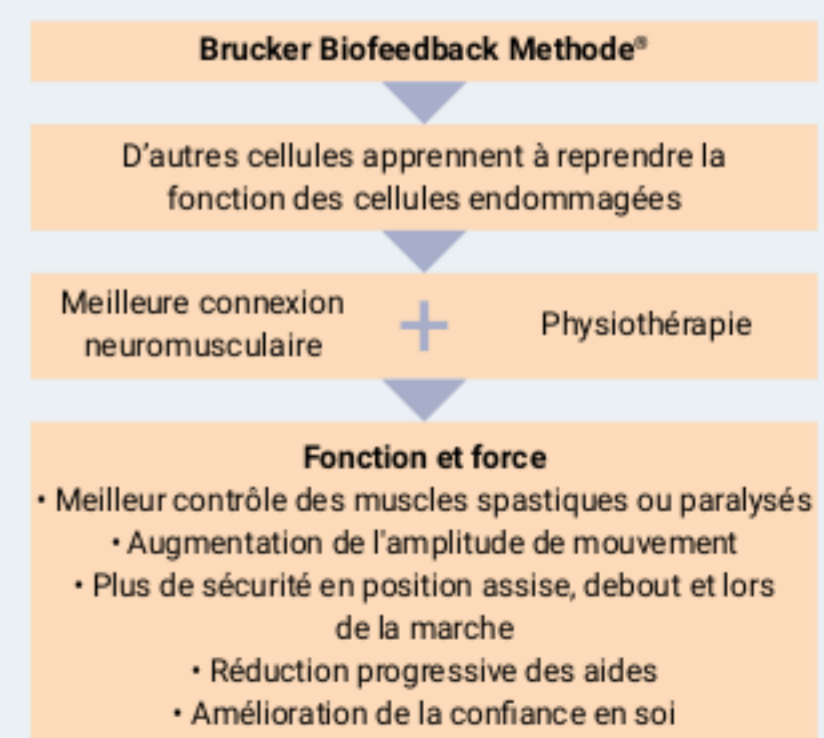 Brucker Biofeedback Methode®
D'autres cellules apprennent à reprendre la
fonction des cellules endommagées
Meilleure connexion
neuromusculaire
+
Physiothérapie
Fonction et force
• Meilleur contrôle des muscles spastiques ou paralysés
• Augmentation de l'amplitude de mouvement
• Plus de sécurité en position assise, debout et lors
de la marche
• Réduction progressive des aides
• Amélioration de la confiance en soi